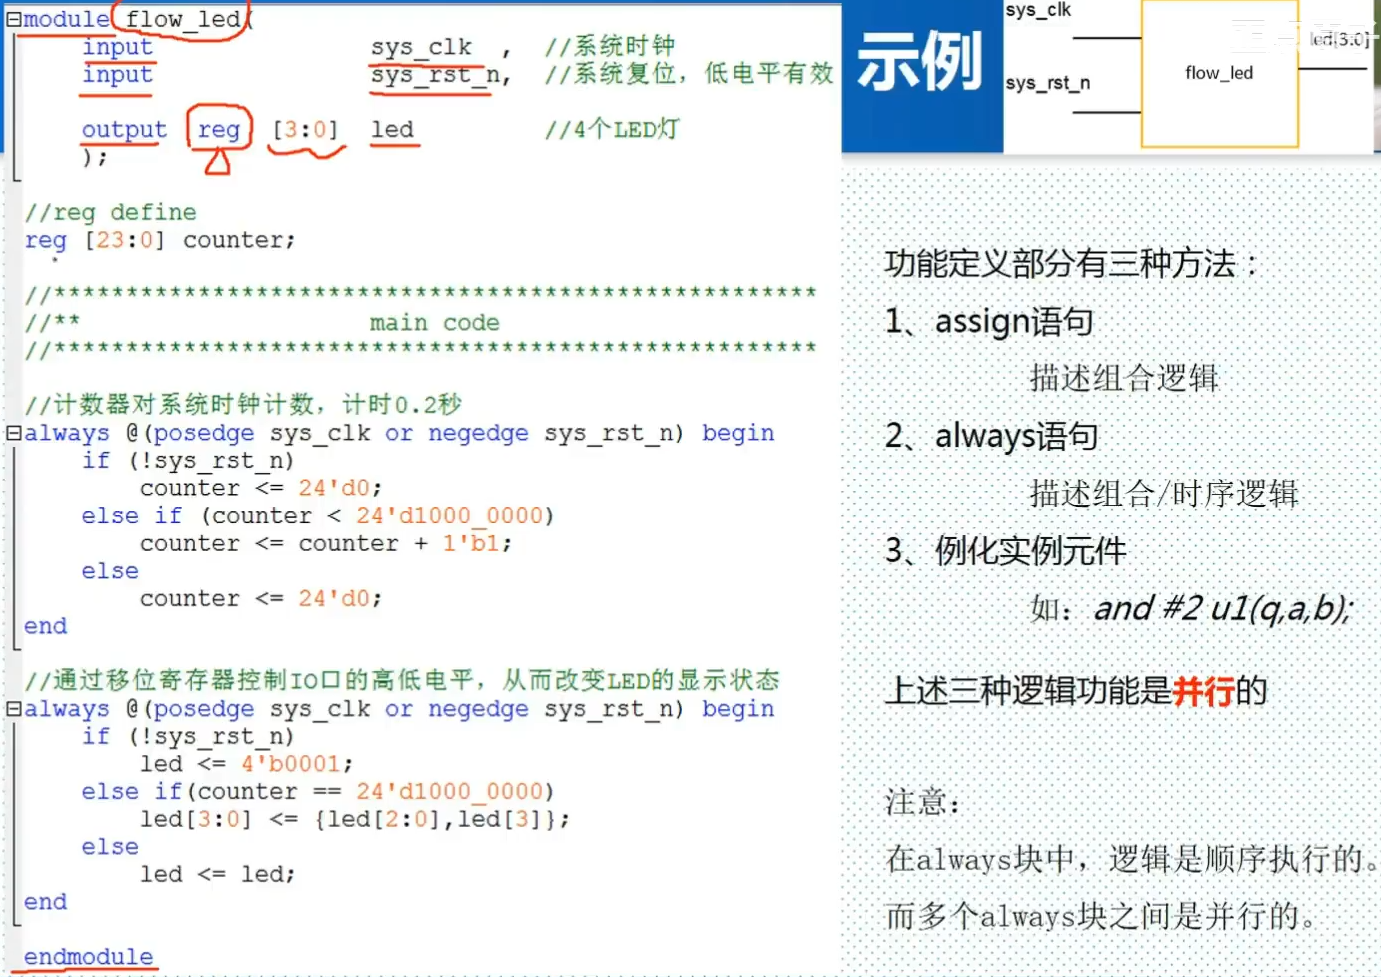 module flow_led(
    input                   sys_clk  ,  //系统时钟
    input                   sys_rst_n,  //系统复位，低电平有效

    output  reg  [3:0]  led         //4个LED灯
    );

//reg define
reg [23:0] counter;

//*****************************************************
//**                    main code
//*****************************************************

//计数器对系统时钟计数，计时0.2秒
always @(posedge sys_clk or negedge sys_rst_n) begin
    if (!sys_rst_n)
        counter <= 24'd0;
    else if (counter < 24'd1000_0000)
        counter <= counter + 1'b1;
    else
        counter <= 24'd0;
end

//通过移位寄存器控制IO口的高低电平，从而改变LED的显示状态
always @(posedge sys_clk or negedge sys_rst_n) begin
    if (!sys_rst_n)
        led <= 4'b0001;
    else if(counter == 24'd1000_0000)
        led[3:0] <= {led[2:0],led[3]};
    else
        led <= led;
end

endmodule
示例
sys_clk
sys_rst_n
flow_led
led[3:0]
功能定义部分有三种方法：
1、assign语句
描述组合逻辑
2、always语句
描述组合/时序逻辑
3、例化实例元件
如：and #2 u1(q,a,b);
上述三种逻辑功能是并行的
注意：
在always块中，逻辑是顺序执行的。
而多个always块之间是并行的。